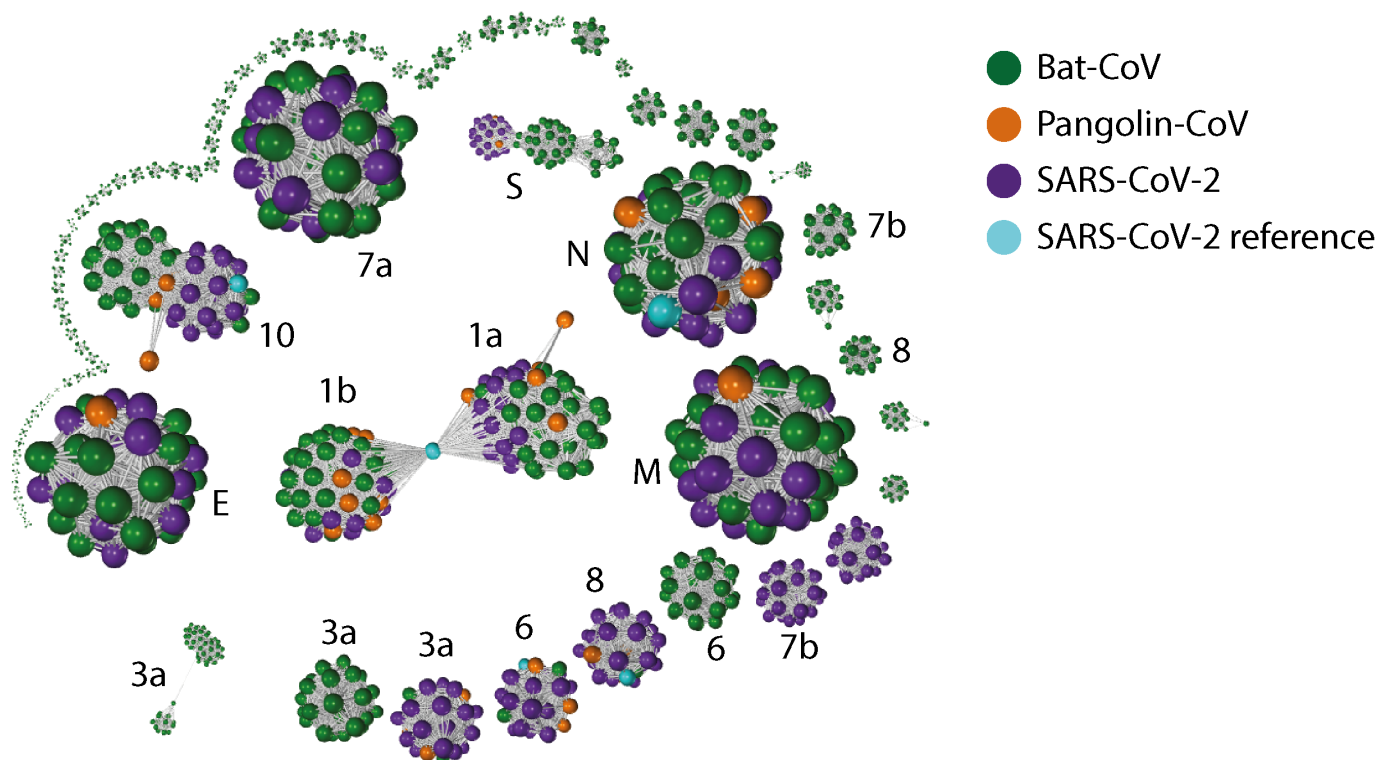 Bat-CoV
Pangolin-CoV
SARS-CoV-2
SARS-CoV-2 reference
S
7b
N
7a
10
1a
8
1b
M
E
8
3a
3a
6
6
7b
3a